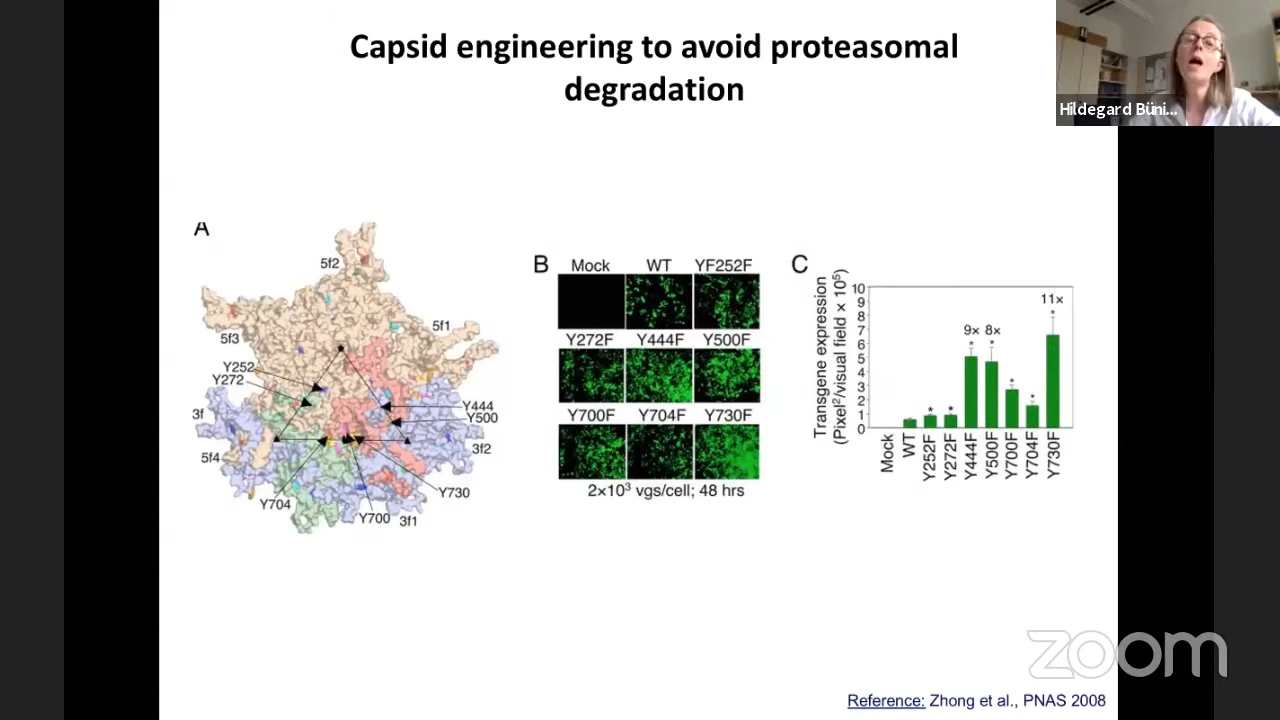 Capsid engineering to avoid proteasomal
degradation
Hildegard Büni...
A
5f2
5f3
5f1
Y252
Y272
3f
5f4
Y444
Y500
3f2
Y730
Y704
Y700
3f1
B
Mock WT YF252F
Y272F Y444F Y500F
Y700F Y704F Y730F
2×10³ vgs/cell; 48 hrs
C
Transgene expression
(Pixel²/visual field × 10⁵)
10
9
8
7
6
5
4
3
2
1
0
* * 9× * 8× * * * 11× *
Mock
WT
Y252F
Y272F
Y444F
Y500F
Y700F
Y704F
Y730F
zoom
Reference: Zhong et al., PNAS 2008